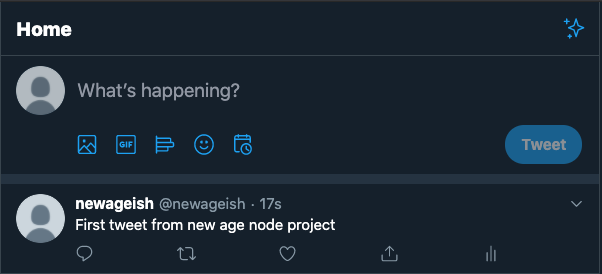 Home
What's happening?
GIF
Tweet
newageish @newageish · 17s
First tweet from new age node project